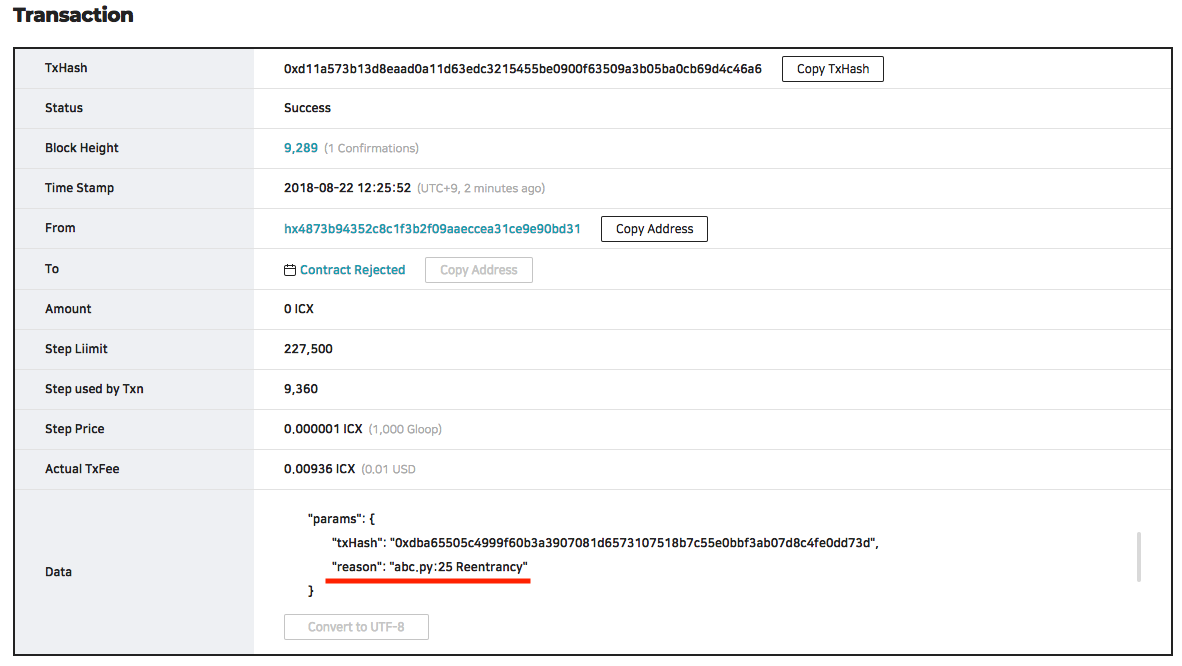 Transaction
TxHash 0xd11a573b13d8eaad0a11d63edc3215455be0900f63509a3b05ba0cb69d4c46a6 Copy TxHash
Status Success
Block Height 9,289 (1 Confirmations)
Time Stamp 2018-08-22 12:25:52 (UTC+9, 2 minutes ago)
From hx4873b94352c8c1f3b2f09aaeccea31ce9e90bd31 Copy Address
To Contract Rejected Copy Address
Amount 0 ICX
Step Liimit 227,500
Step used by Txn 9,360
Step Price 0.000001 ICX (1,000 Gloop)
Actual TxFee 0.00936 ICX (0.01 USD
Data
"params": {
"txHash": "0xdba65505c4999f60b3a3907081d6573107518b7c55e0bbf3ab07d8c4fe0dd73d",
"reason": "abc.py:25 Reentrancy"
}
Convert to UTF-8